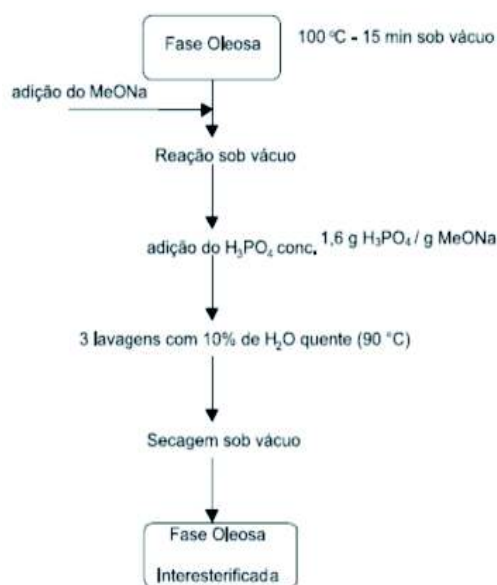 Fase Oleosa
100 ºC - 15 min sob vácuo
adição do MeONa
Reação sob vácuo
adição do H₃PO₄ conc. 1,6 g H₃PO₄ / g MeONa
3 lavagens com 10% de H₂O quente (90 °C)
Secagem sob vácuo
Fase Oleosa
Interesterificada